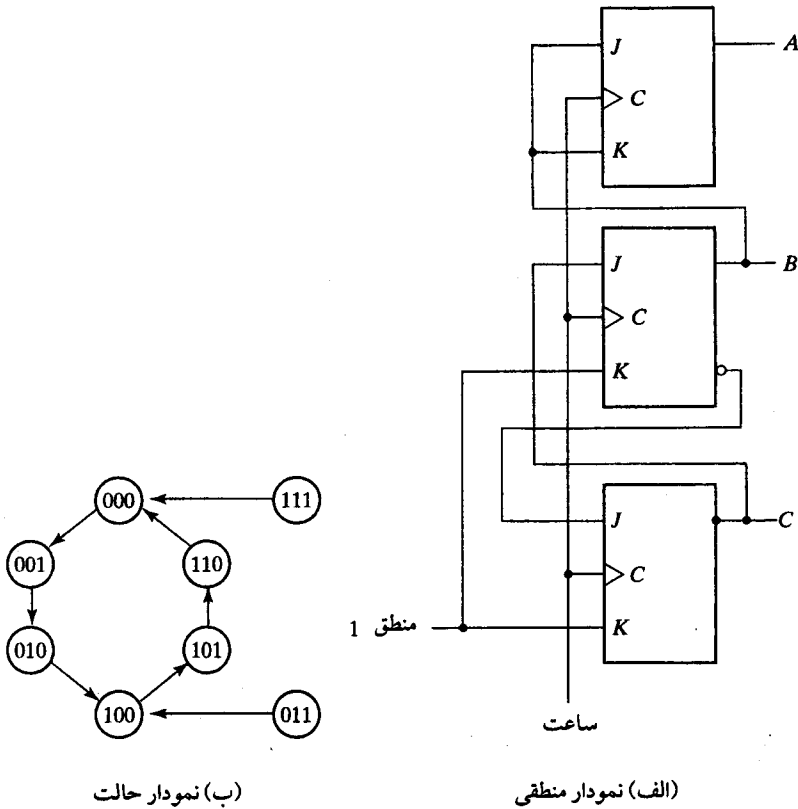 J
A
C
K
J
B
C
K
J
C
C
K
منطق 1
ساعت
(الف) نمودار منطقی
000
111
001
110
010
101
100
011
(ب) نمودار حالت